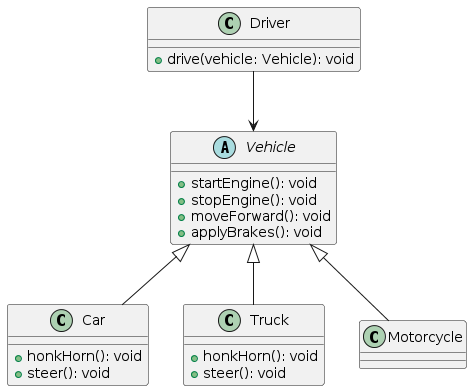 C Driver
drive(vehicle: Vehicle): void
A Vehicle
startEngine(): void
stopEngine(): void
moveForward(): void
applyBrakes(): void
C Car
honkHorn(): void
steer(): void
C Truck
honkHorn(): void
steer(): void
C Motorcycle